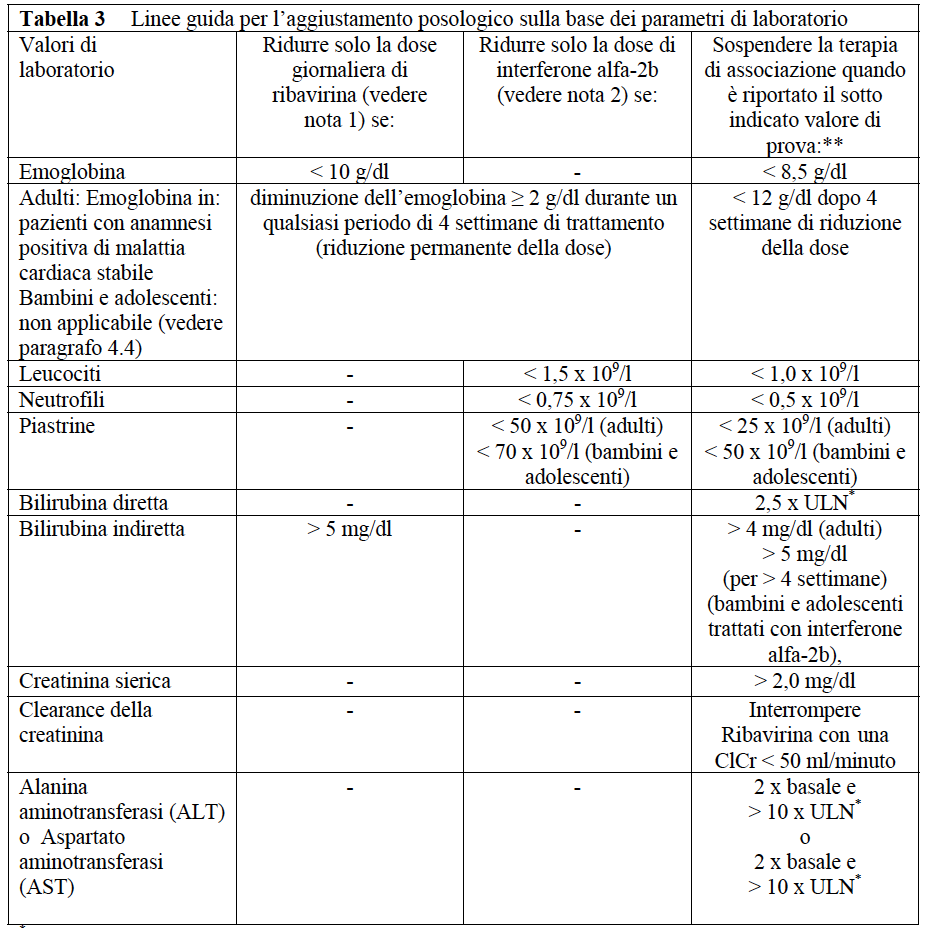 Tabella 3 Linee guida per l’aggiustamento posologico sulla base dei parametri di laboratorio
Valori di
laboratorio
Ridurre solo la dose
giornaliera di
ribavirina (vedere
nota 1) se:
Ridurre solo la dose di
interferone alfa-2b
(vedere nota 2) se:
Sospendere la terapia
di associazione quando
è riportato il sotto
indicato valore di
prova:**
Emoglobina
< 10 g/dl
-
< 8,5 g/dl
Adulti: Emoglobina in:
pazienti con anamnesi
positiva di malattia
cardiaca stabile
Bambini e adolescenti:
non applicabile (vedere
paragrafo 4.4)
diminuzione dell’emoglobina ≥ 2 g/dl durante un
qualsiasi periodo di 4 settimane di trattamento
(riduzione permanente della dose)
< 12 g/dl dopo 4
settimane di riduzione
della dose
Leucociti
-
< 1,5 x 10⁹/l
< 1,0 x 10⁹/l
Neutrofili
-
< 0,75 x 10⁹/l
< 0,5 x 10⁹/l
Piastrine
-
< 50 x 10⁹/l (adulti)
< 70 x 10⁹/l (bambini e
adolescenti)
< 25 x 10⁹/l (adulti)
< 50 x 10⁹/l (bambini e
adolescenti)
Bilirubina diretta
-
-
2,5 x ULN*
Bilirubina indiretta
> 5 mg/dl
-
> 4 mg/dl (adulti)
> 5 mg/dl
(per > 4 settimane)
(bambini e adolescenti
trattati con interferone
alfa-2b),
Creatinina sierica
-
-
> 2,0 mg/dl
Clearance della
creatinina
-
-
Interrompere
Ribavirina con una
ClCr < 50 ml/minuto
Alanina
aminotransferasi (ALT)
o Aspartato
aminotransferasi
(AST)
-
-
2 x basale e
> 10 x ULN*
o
2 x basale e
> 10 x ULN*
*